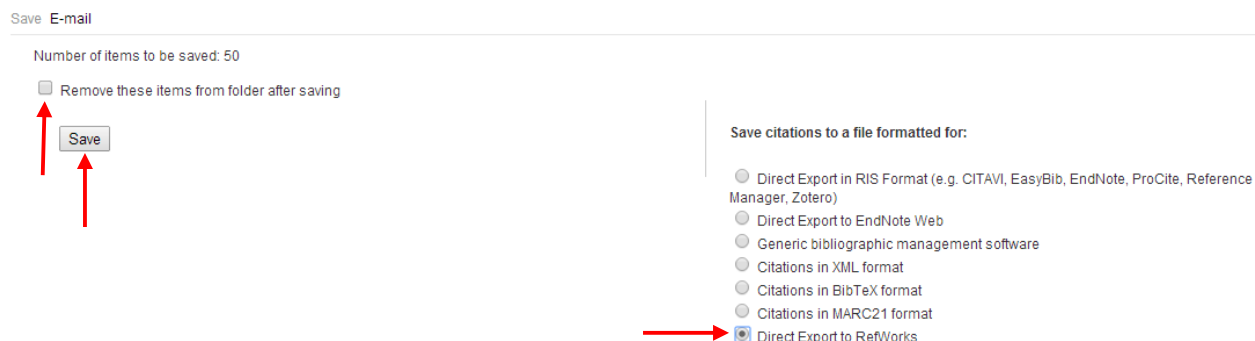 Save E-mail
Number of items to be saved: 50
Remove these items from folder after saving
Save
Save citations to a file formatted for:
Direct Export in RIS Format (e.g. CITAVI, EasyBib, EndNote, ProCite, Reference
Manager, Zotero)
Direct Export to EndNote Web
Generic bibliographic management software
Citations in XML format
Citations in BibTeX format
Citations in MARC21 format
Direct Export to RefWorks